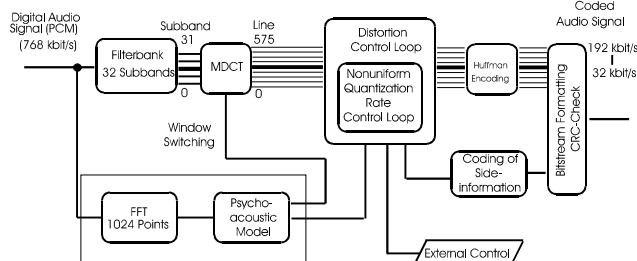 Digital Audio
Signal (PCM)
(768 kbit/s)
Filterbank
32 Subbands
Subband
31
0
MDCT
Line
575
0
Window
Switching
Distortion
Control Loop
Nonuniform
Quantization
Rate
Control Loop
Huffman
Encoding
Coded
Audio Signal
192 kbit/s
32 kbit/s
Bitstream Formatting
CRC-Check
Coding of
Side-
information
FFT
1024 Points
Psycho-
acoustic
Model
External Control